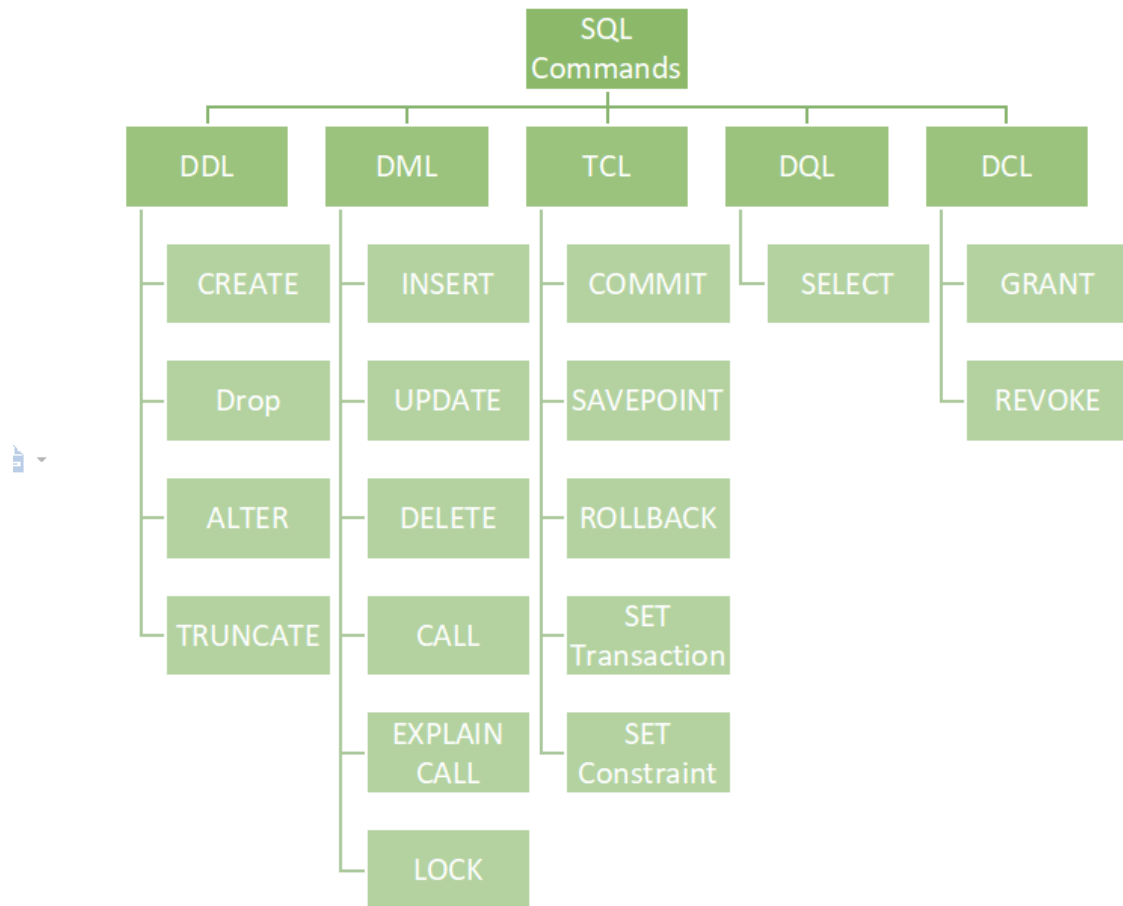 SQL
Commands
DDL
DML
TCL
DQL
DCL
CREATE
INSERT
COMMIT
SELECT
GRANT
Drop
UPDATE
SAVEPOINT
REVOKE
ALTER
DELETE
ROLLBACK
TRUNCATE
CALL
SET
Transaction
EXPLAIN
CALL
SET
Constraint
LOCK